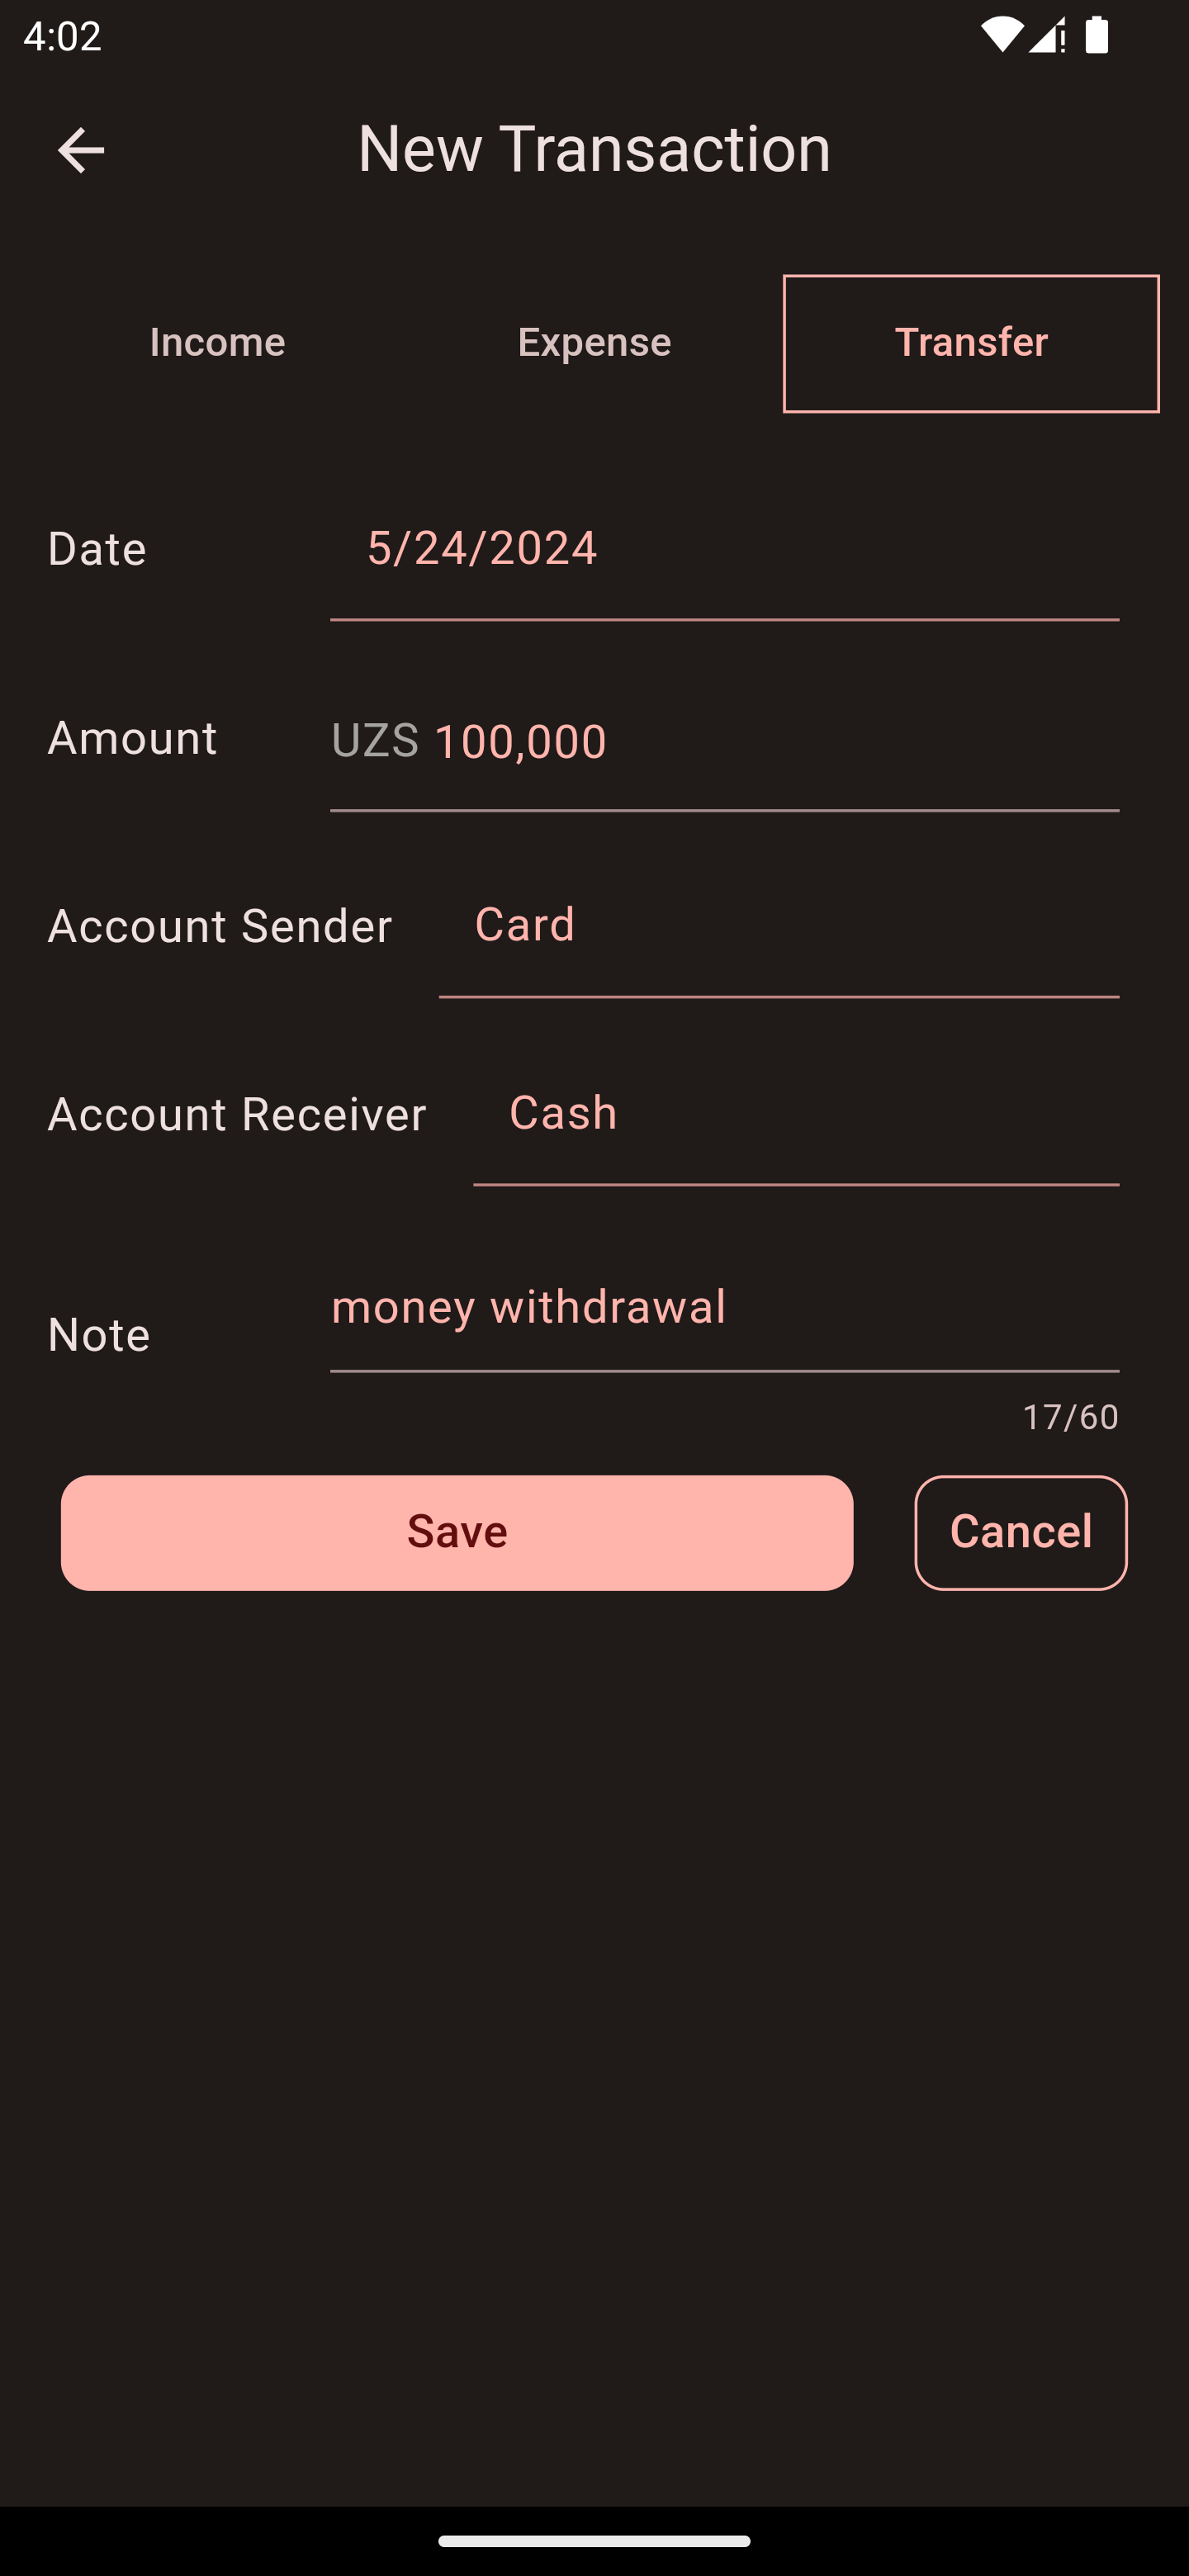 4:02
New Transaction
Income Expense Transfer
Date 5/24/2024
Amount UZS 100,000
Account Sender Card
Account Receiver Cash
Note money withdrawal
17/60
Save Cancel